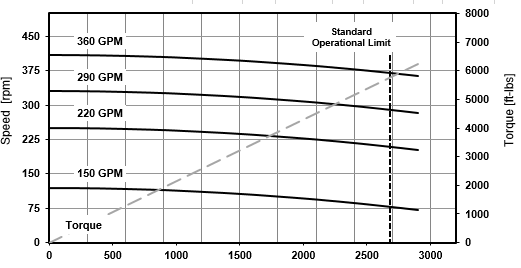 Standard
Operational Limit
360 GPM
290 GPM
220 GPM
150 GPM
Torque
Speed [rpm]
450
375
300
225
150
75
0
Torque [ft-lbs]
8000
7000
6000
5000
4000
3000
2000
1000
0
0 500 1000 1500 2000 2500 3000